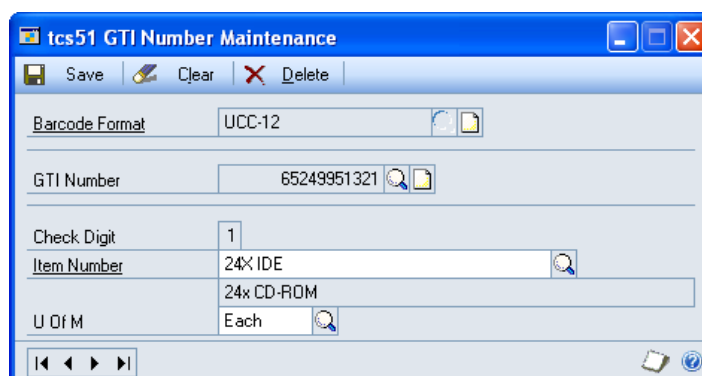 tcs51 GTI Number Maintenance
Save Clear Delete
Barcode Format UCC-12
GTI Number 65249951321
Check Digit 1
Item Number 24X IDE
24x CD-ROM
U Of M Each